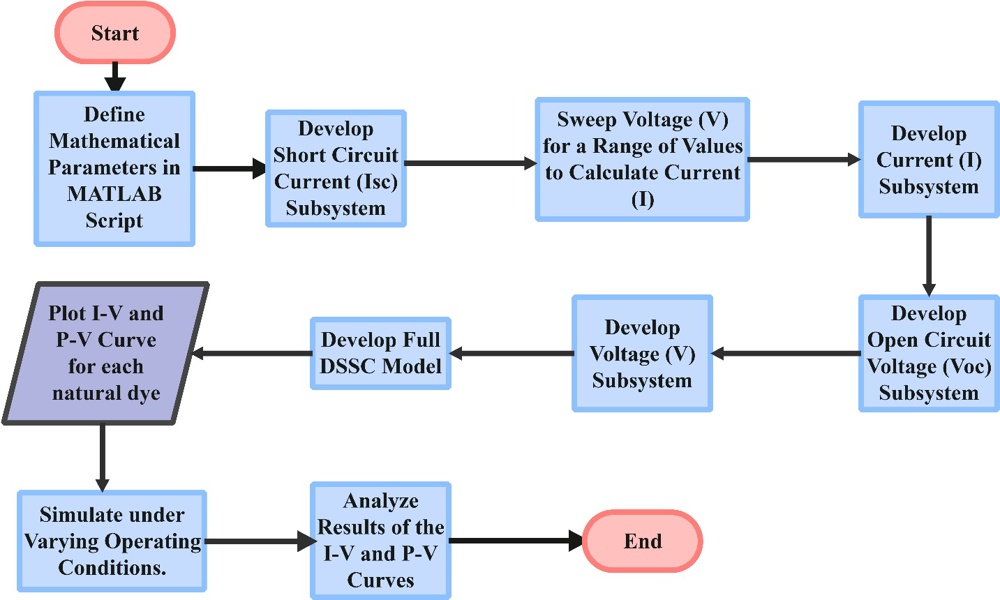 Start
Define
Mathematical
Parameters in
MATLAB
Script
Develop
Short Circuit
Current (Isc)
Subsystem
Sweep Voltage (V)
for a Range of Values
to Calculate Current
(I)
Develop
Current (I)
Subsystem
Develop
Open Circuit
Voltage (Voc)
Subsystem
Develop
Voltage (V)
Subsystem
Develop Full
DSSC Model
Plot I-V and
P-V Curve
for each
natural dye
Simulate under
Varying Operating
Conditions.
Analyze
Results of the
I-V and P-V
Curves
End